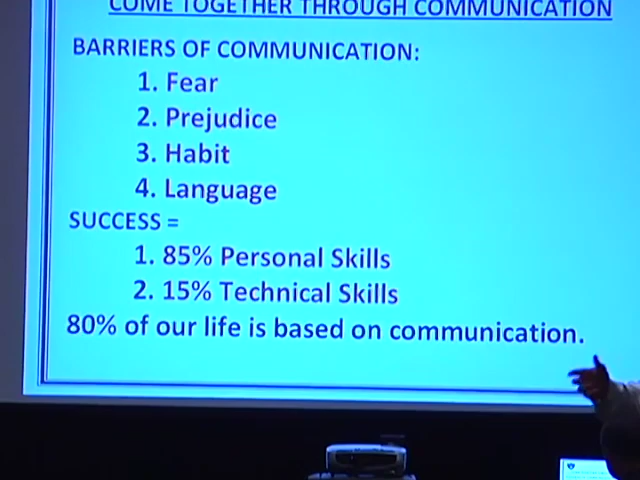 COME TOGETHER THROUGH COMMUNICATION
BARRIERS OF COMMUNICATION:
1. Fear
2. Prejudice
3. Habit
4. Language
SUCCESS =
1. 85% Personal Skills
2. 15% Technical Skills
80% of our life is based on communication.